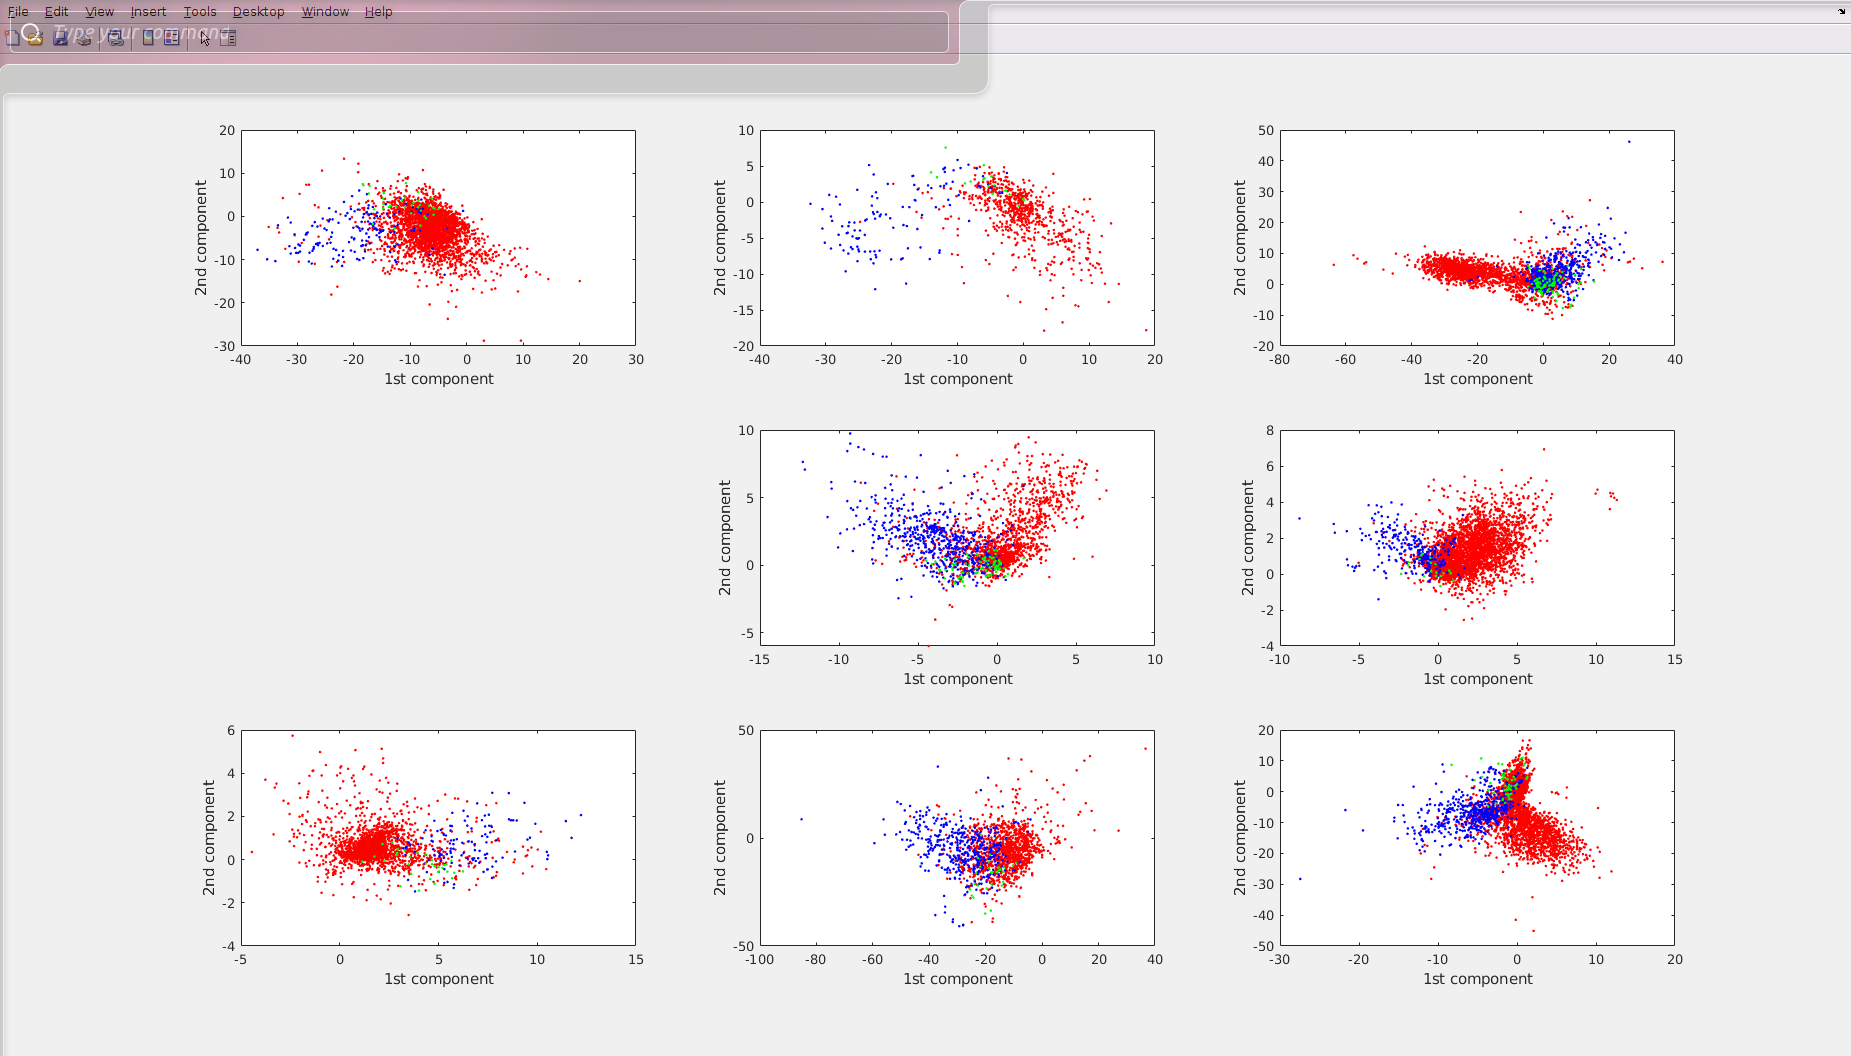 File Edit View Insert Tools Desktop Window Help
Type your command
20
10
0
-10
-20
-30
2nd component
-40 -30 -20 -10 0 10 20 30
1st component
10
5
0
-5
-10
-15
-20
2nd component
-40 -30 -20 -10 0 10 20
1st component
50
40
30
20
10
0
-10
-20
2nd component
-80 -60 -40 -20 0 20 40
1st component
10
5
0
-5
2nd component
-15 -10 -5 0 5 10
1st component
8
6
4
2
0
-2
-4
2nd component
-10 -5 0 5 10 15
1st component
6
4
2
0
-2
-4
2nd component
-5 0 5 10 15
1st component
50
0
-50
2nd component
-100 -80 -60 -40 -20 0 20 40
1st component
20
10
0
-10
-20
-30
-40
-50
2nd component
-30 -20 -10 0 10 20
1st component